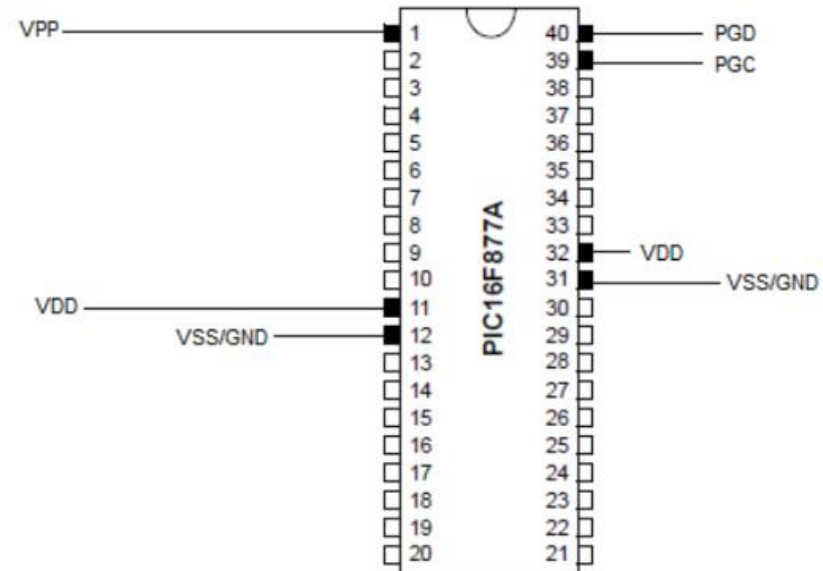 VPP 1 40 PGD
2 39 PGC
3 38
4 37
5 36
6 35
7 34
8 33
9 32 VDD
10 31 VSS/GND
VDD 11 30
VSS/GND 12 29
13 28
14 27
15 26
16 25
17 24
18 23
19 22
20 21
PIC16F877A